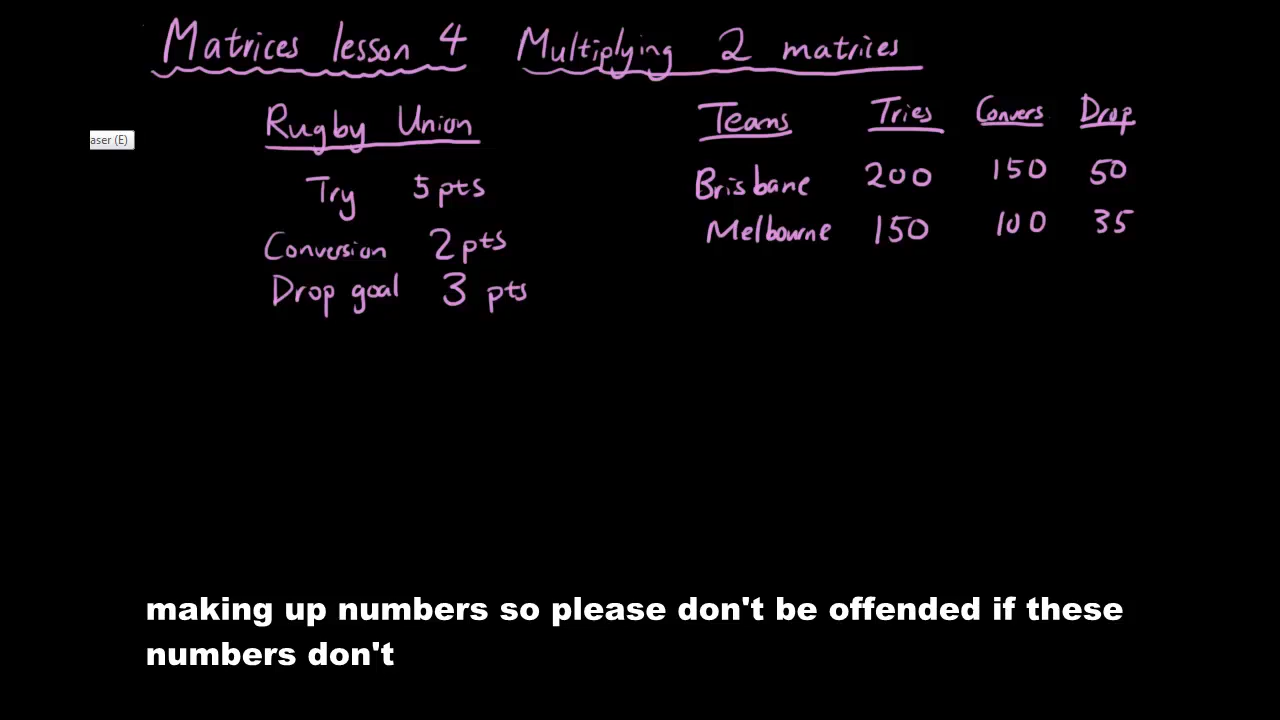 Matrices lesson 4 Multiplying 2 matrices
Rugby Union
Try 5 pts
Conversion 2 pts
Drop goal 3 pts
aser (E)
Teams Tries Convers Drop
Brisbane 200 150 50
Melbourne 150 100 35
making up numbers so please don't be offended if these
numbers don't